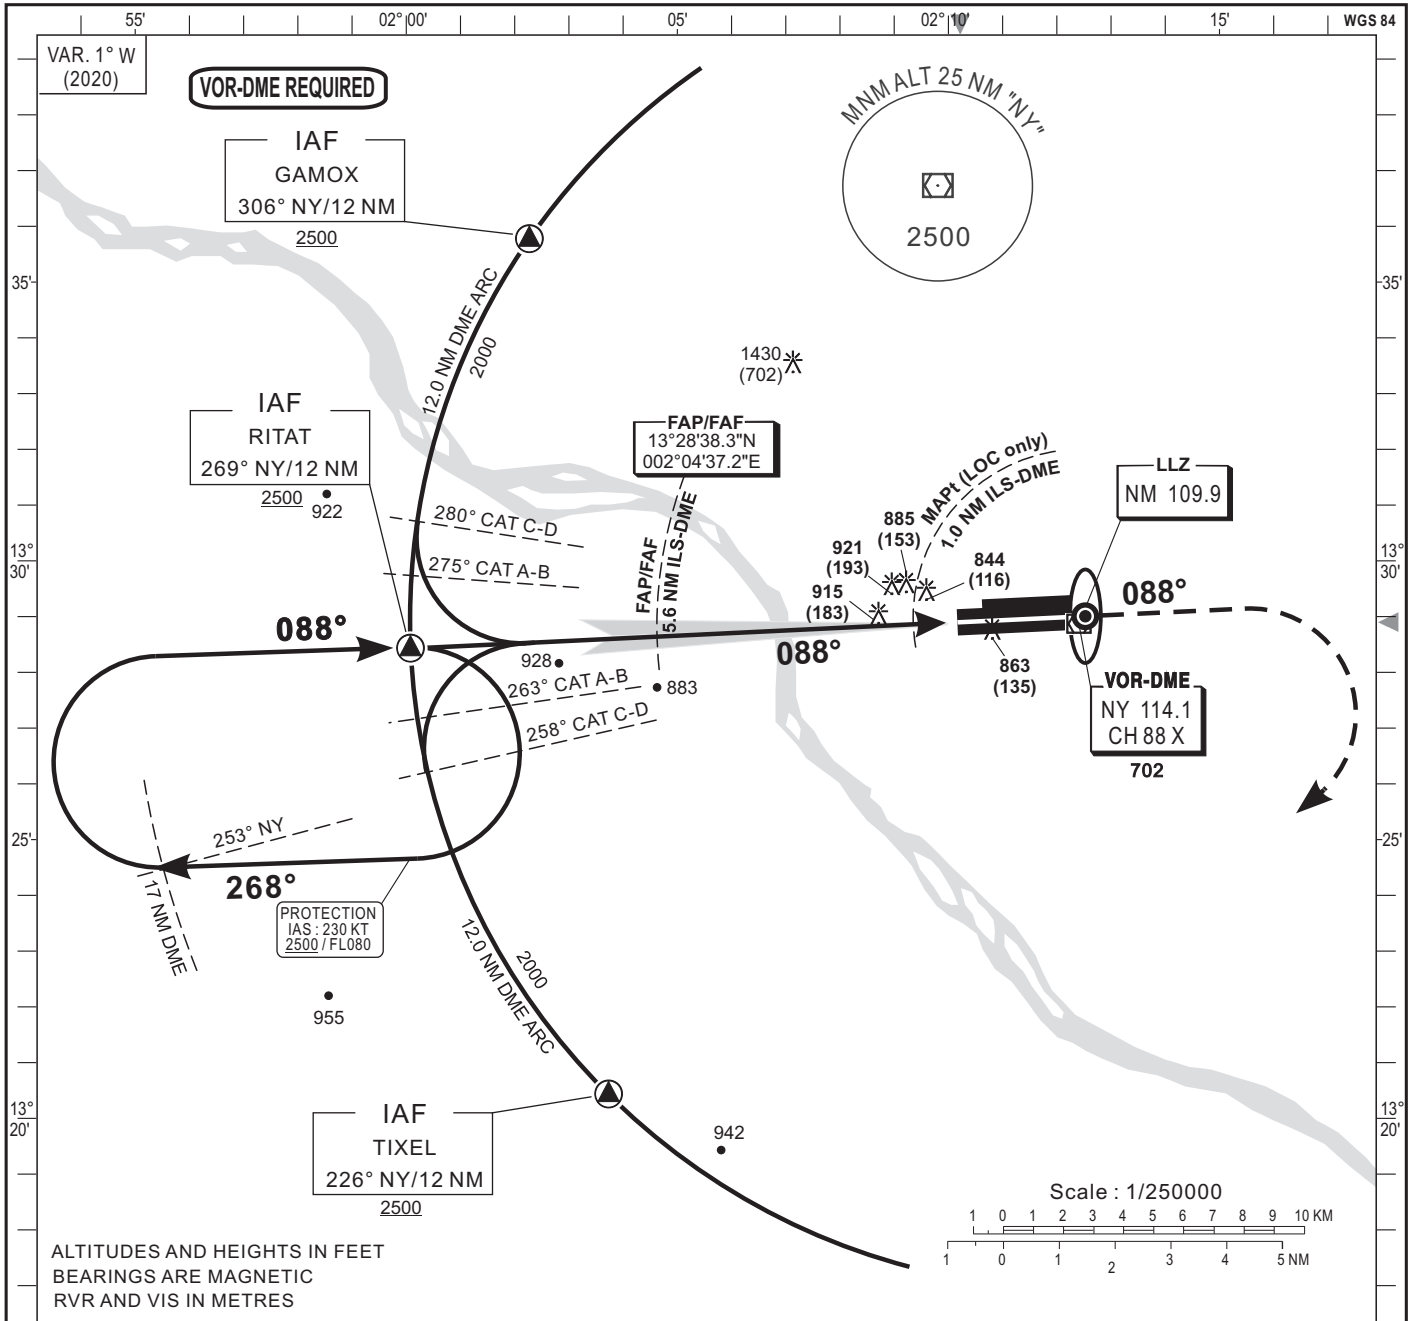 55'
02° 00'
05'
02° 10'
15'
WGS 84
VAR. 1° W
(2020)
VOR-DME REQUIRED
IAF
GAMOX
306° NY/12 NM
2500
MNM ALT 25 NM "NY"
2500
35'
35'
12.0 NM DME ARC
2000
1430
(702)
IAF
RITAT
269° NY/12 NM
2500
922
FAP/FAF
13°28'38.3"N
002°04'37.2"E
MAPt (LOC only)
1.0 NM ILS-DME
LLZ
NM 109.9
280° CAT C-D
275° CAT A-B
FAP/FAF
5.6 NM ILS-DME
885
(153)
921
(193)
915
(183)
844
(116)
13°
30'
13°
30'
088°
088°
088°
928
263° CAT A-B
883
258° CAT C-D
863
(135)
VOR-DME
NY 114.1
CH 88 X
702
25'
25'
253° NY
268°
17 NM DME
PROTECTION
IAS : 230 KT
2500 / FL080
2000
12.0 NM DME ARC
955
13°
20'
13°
20'
IAF
TIXEL
226° NY/12 NM
2500
942
Scale : 1/250000
1 0 1 2 3 4 5 6 7 8 9 10 KM
1 0 1 2 3 4 5 NM
ALTITUDES AND HEIGHTS IN FEET
BEARINGS ARE MAGNETIC
RVR AND VIS IN METRES